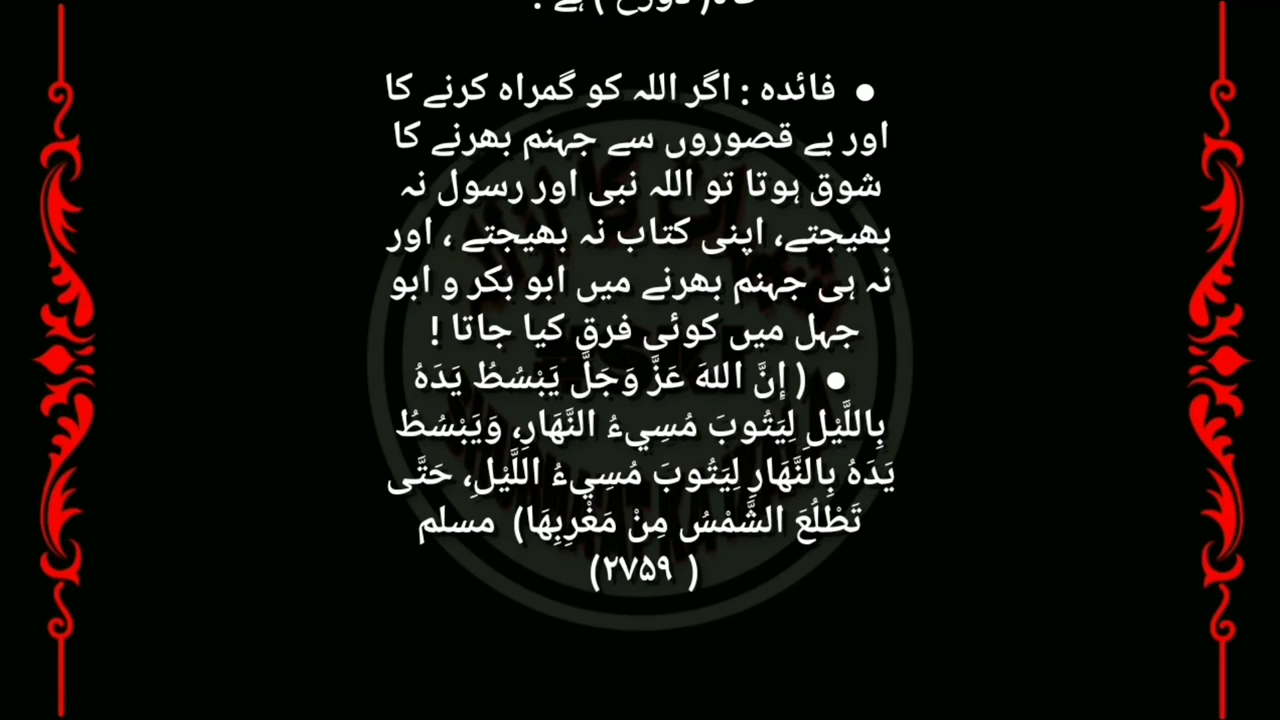 ● فائدہ : اگر اللہ کو گمراہ کرنے کا
اور بے قصوروں سے جہنم بھرنے کا
شوق ہوتا تو اللہ نبی اور رسول نہ
بھیجتے، اپنی کتاب نہ بھیجتے ، اور
نہ ہی جہنم بھرنے میں ابو بکر و ابو
جہل میں کوئی فرق کیا جاتا !
● ( إِنَّ اللهَ عَزَّ وَجَلَّ يَبْسُطُ يَدَهُ
بِاللَّيْلِ لِيَتُوبَ مُسِيءُ النَّهَارِ، وَيَبْسُطُ
يَدَهُ بِالنَّهَارِ لِيَتُوبَ مُسِيءُ اللَّيْلِ، حَتَّى
تَطْلُعَ الشَّمْسُ مِنْ مَغْرِبِهَا) مسلم
( ۲۷۵۹)